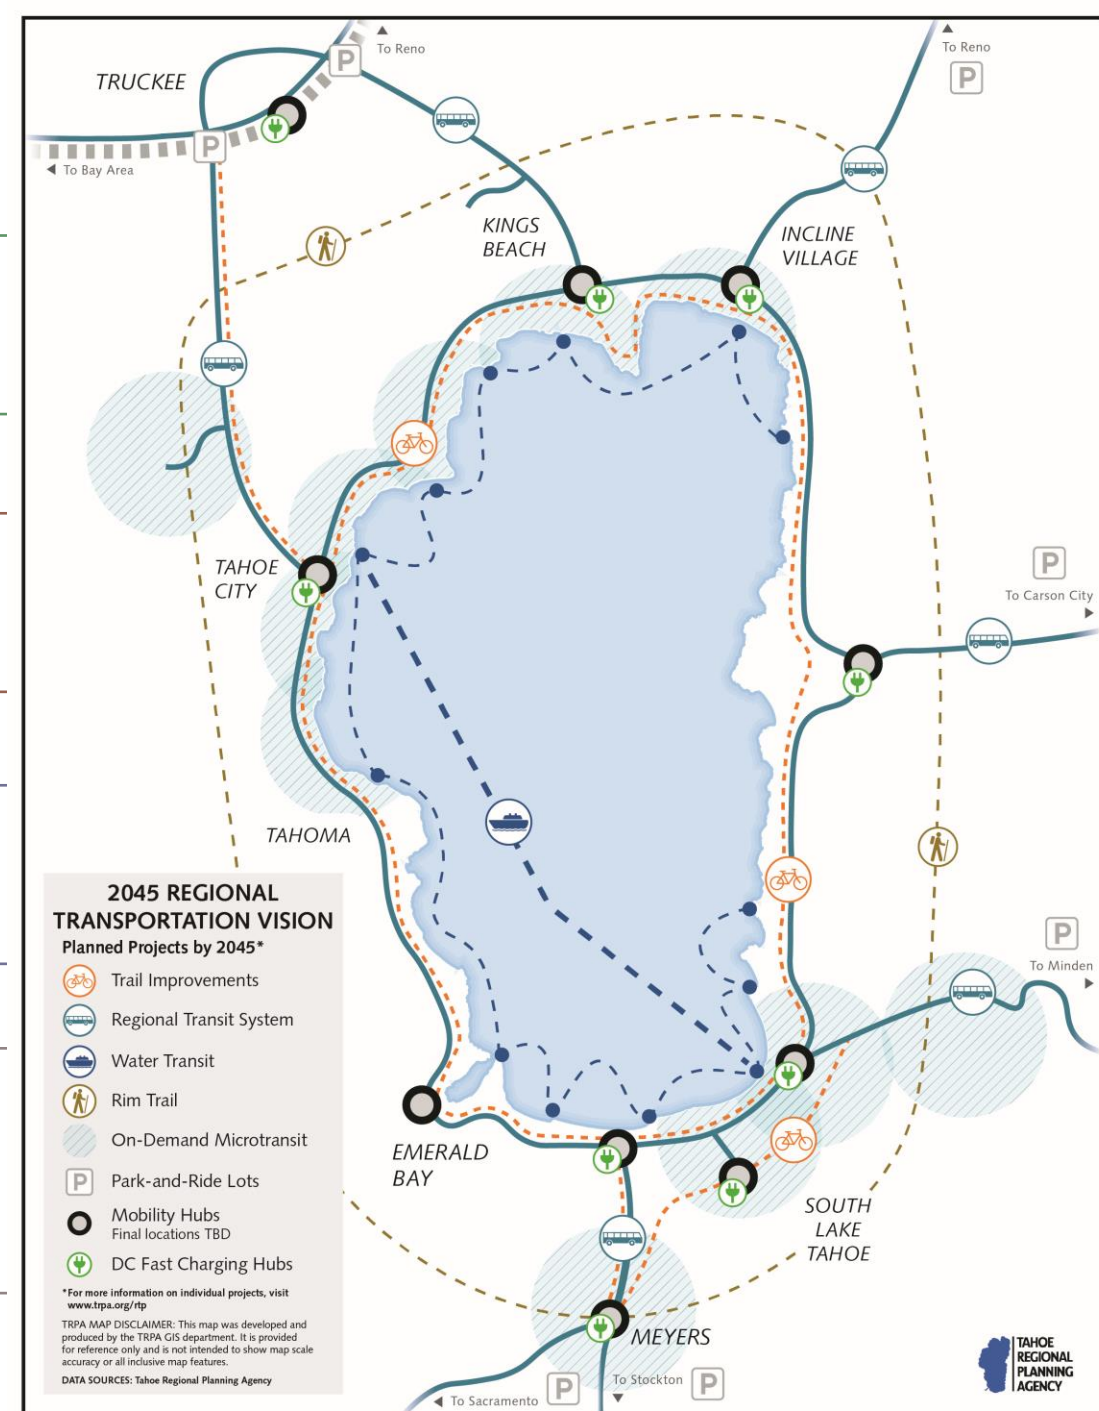 P
To Reno
To Reno
P
TRUCKEE
P
To Bay Area
KINGS
BEACH
INCLINE
VILLAGE
TAHOE
CITY
P
To Carson City
TAHOMA
P
To Minden
EMERALD
BAY
SOUTH
LAKE
TAHOE
MEYERS
To Sacramento
P
To Stockton
P
2045 REGIONAL
TRANSPORTATION VISION
Planned Projects by 2045*
Trail Improvements
Regional Transit System
Water Transit
Rim Trail
On-Demand Microtransit
P Park-and-Ride Lots
Mobility Hubs
Final locations TBD
DC Fast Charging Hubs
*For more information on individual projects, visit
www.trpa.org/rtp
TRPA MAP DISCLAIMER: This map was developed and
produced by the TRPA GIS department. It is provided
for reference only and is not intended to show map scale
accuracy or all inclusive map features.
DATA SOURCES: Tahoe Regional Planning Agency
TAHOE
REGIONAL
PLANNING
AGENCY